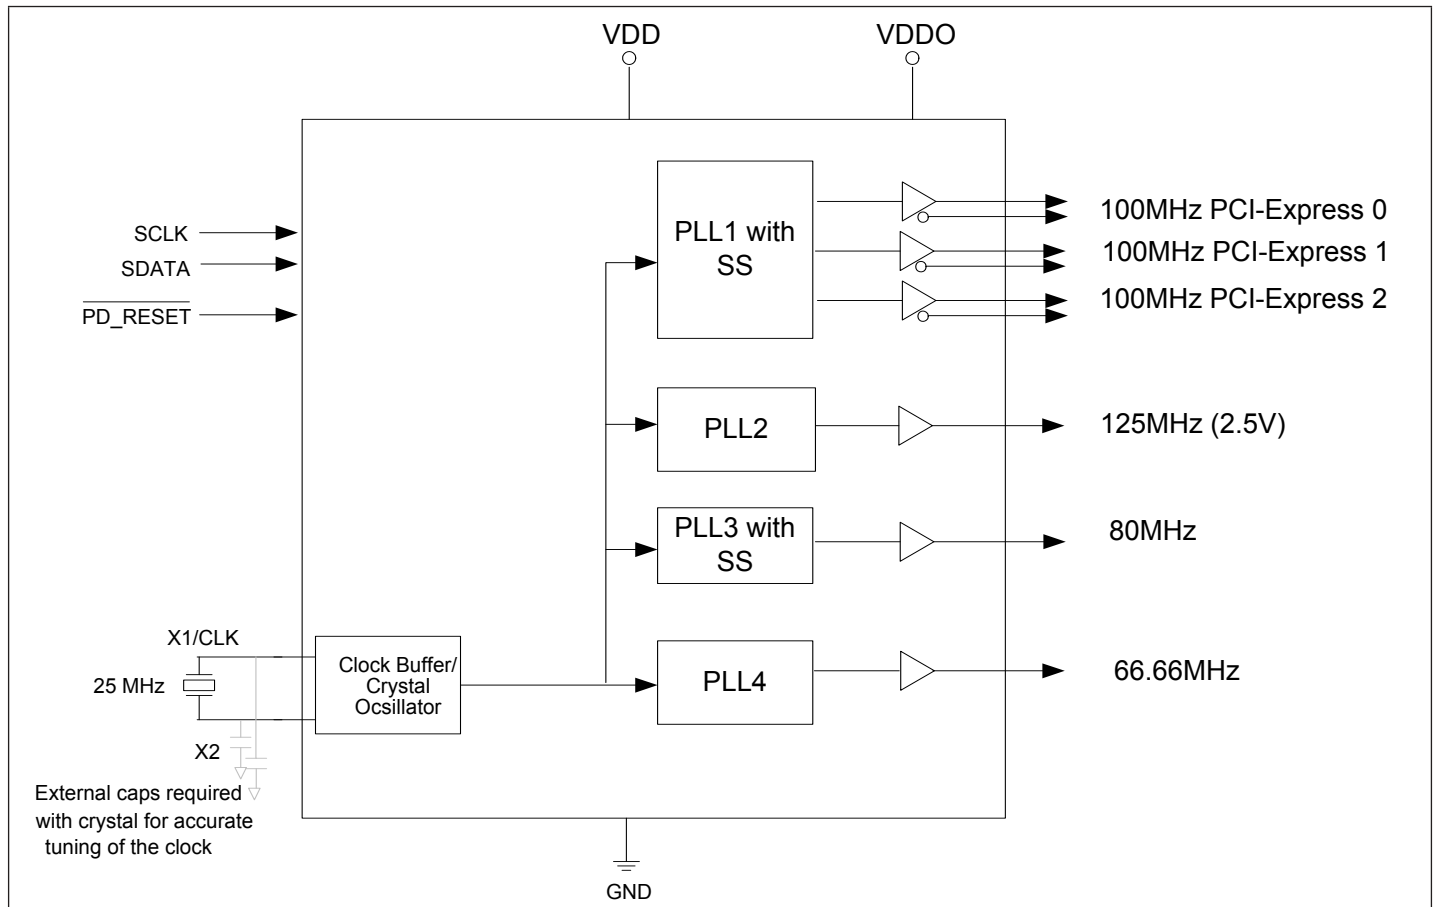 VDD
VDDO
SCLK
SDATA
PD_RESET
PLL1 with
SS
100MHz PCI-Express 0
100MHz PCI-Express 1
100MHz PCI-Express 2
PLL2
125MHz (2.5V)
PLL3 with
SS
80MHz
X1/CLK
25 MHz
X2
Clock Buffer/
Crystal
Ocsillator
PLL4
66.66MHz
External caps required
with crystal for accurate
tuning of the clock
GND